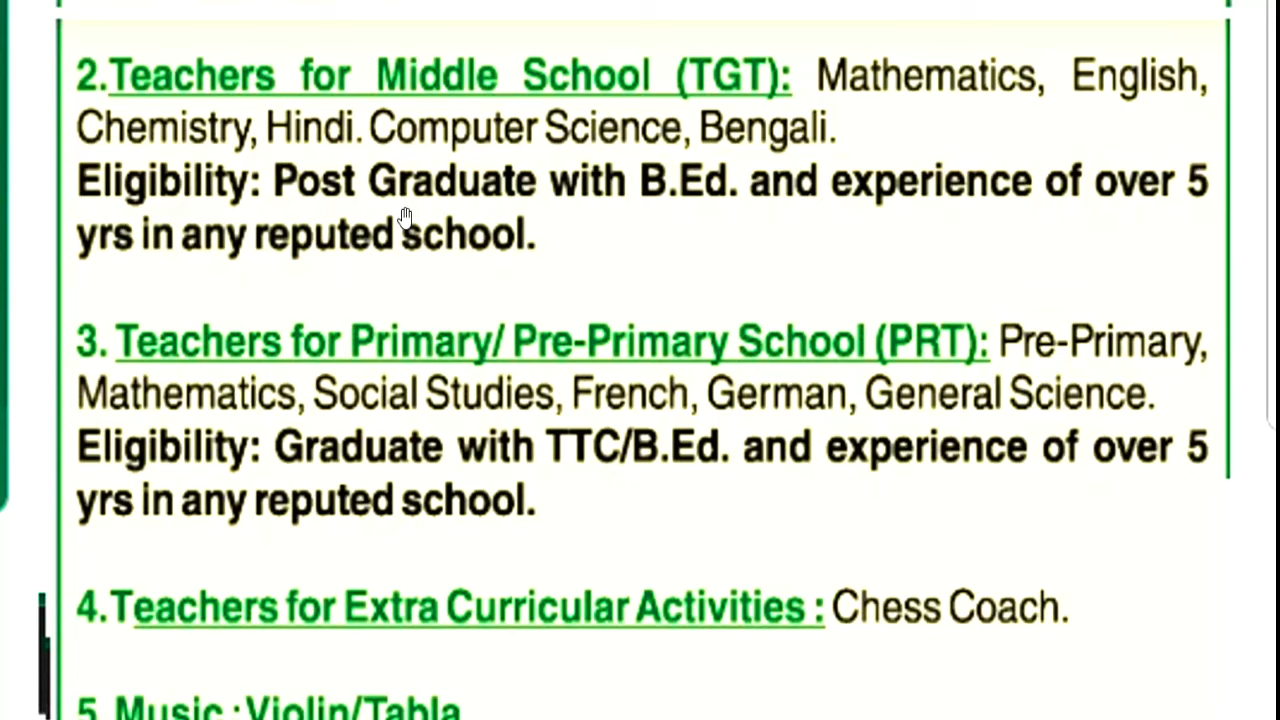 2.Teachers for Middle School (TGT): Mathematics, English,
Chemistry, Hindi. Computer Science, Bengali.
Eligibility: Post Graduate with B.Ed. and experience of over 5
yrs in any reputed school.
3. Teachers for Primary/ Pre-Primary School (PRT): Pre-Primary,
Mathematics, Social Studies, French, German, General Science.
Eligibility: Graduate with TTC/B.Ed. and experience of over 5
yrs in any reputed school.
4.Teachers for Extra Curricular Activities : Chess Coach.
5. Music : Violin/Tabla